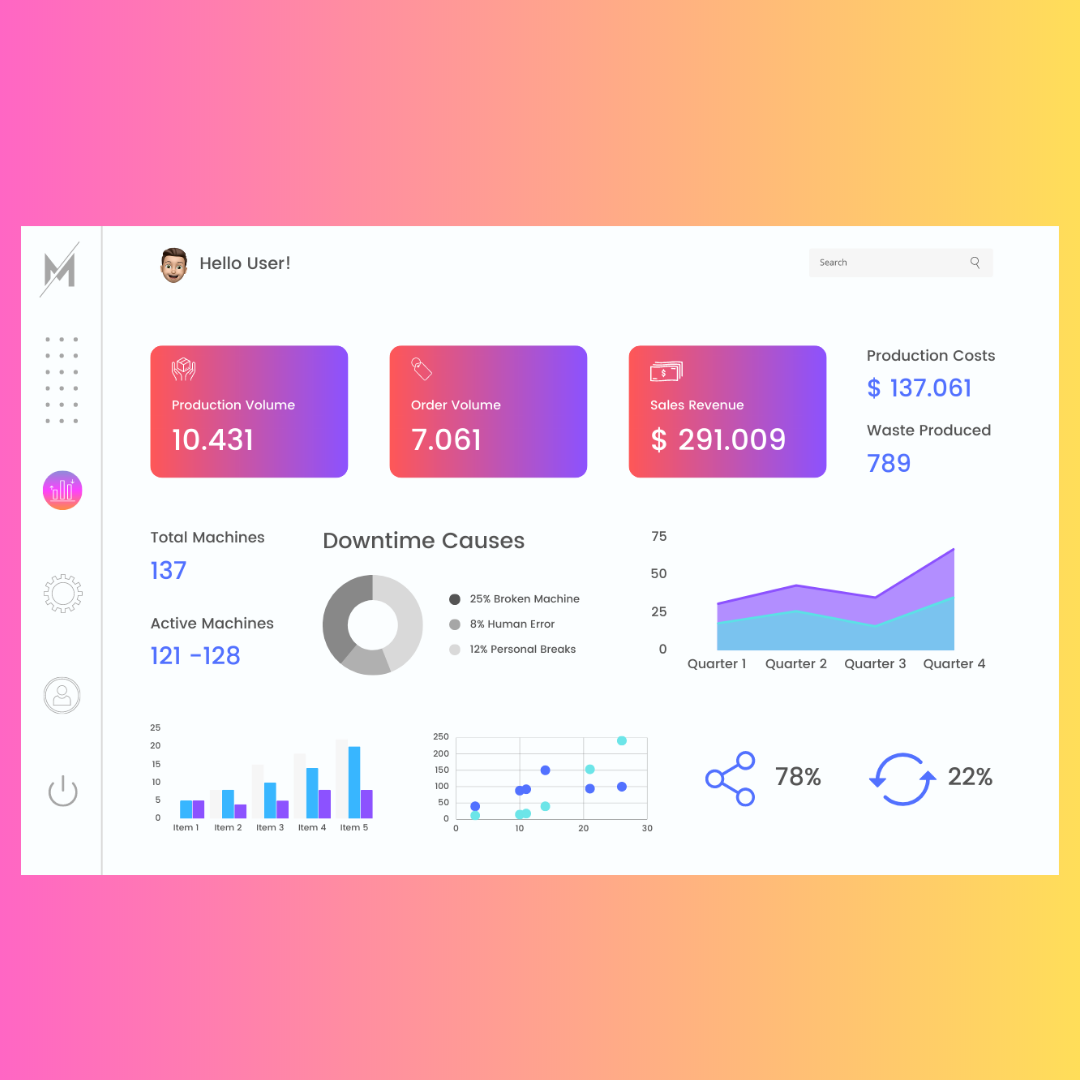 Hello User!
Search
Production Volume
10.431
Order Volume
7.061
$
Sales Revenue
$ 291.009
Production Costs
$ 137.061
Waste Produced
789
Total Machines
137
Active Machines
121 -128
Downtime Causes
25% Broken Machine
8% Human Error
12% Personal Breaks
75
50
25
0
Quarter 1 Quarter 2 Quarter 3 Quarter 4
25
20
15
10
5
0
Item 1 Item 2 Item 3 Item 4 Item 5
250
200
150
100
50
0
0 10 20 30
78%
22%